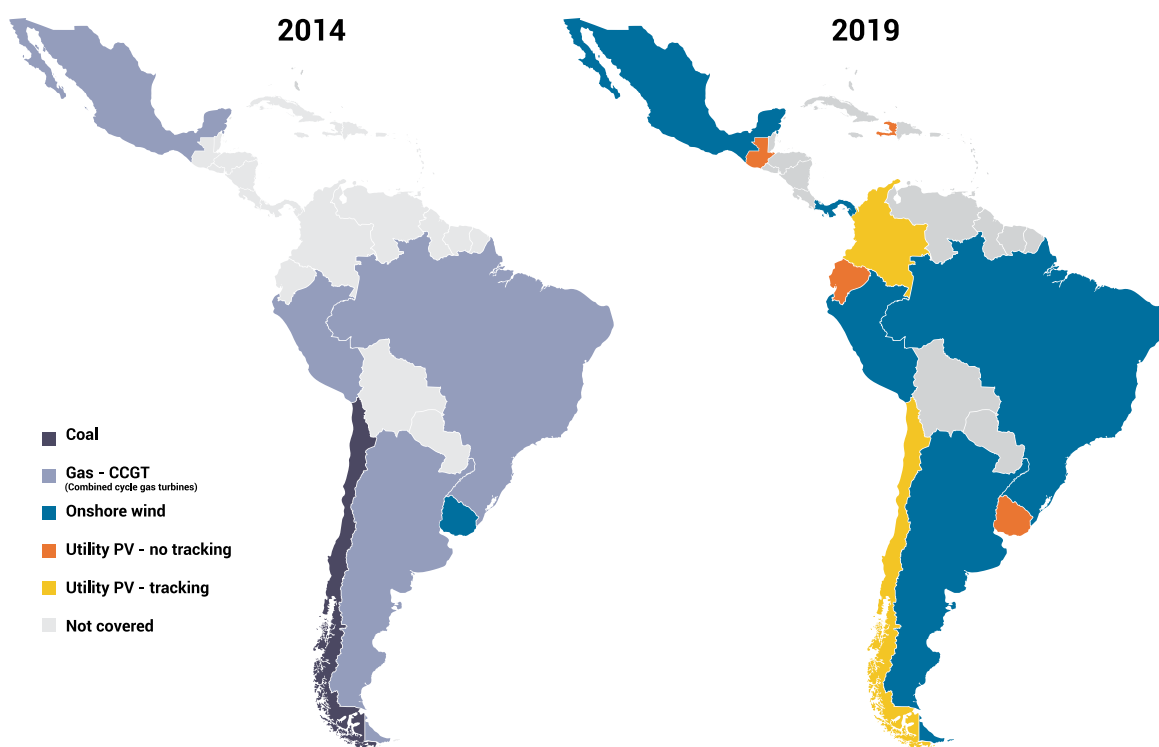 2014
2019
Coal
Gas - CCGT
(Combined cycle gas turbines)
Onshore wind
Utility PV - no tracking
Utility PV - tracking
Not covered